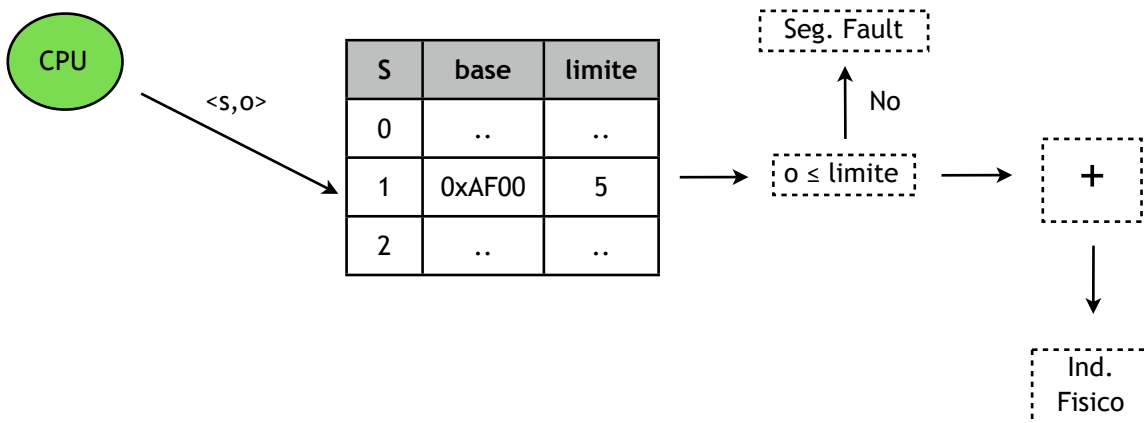 CPU
<s,o>
S base limite
0 .. ..
1 0xAF00 5
2 .. ..
Seg. Fault
No
o ≤ limite
+
Ind.
Fisico